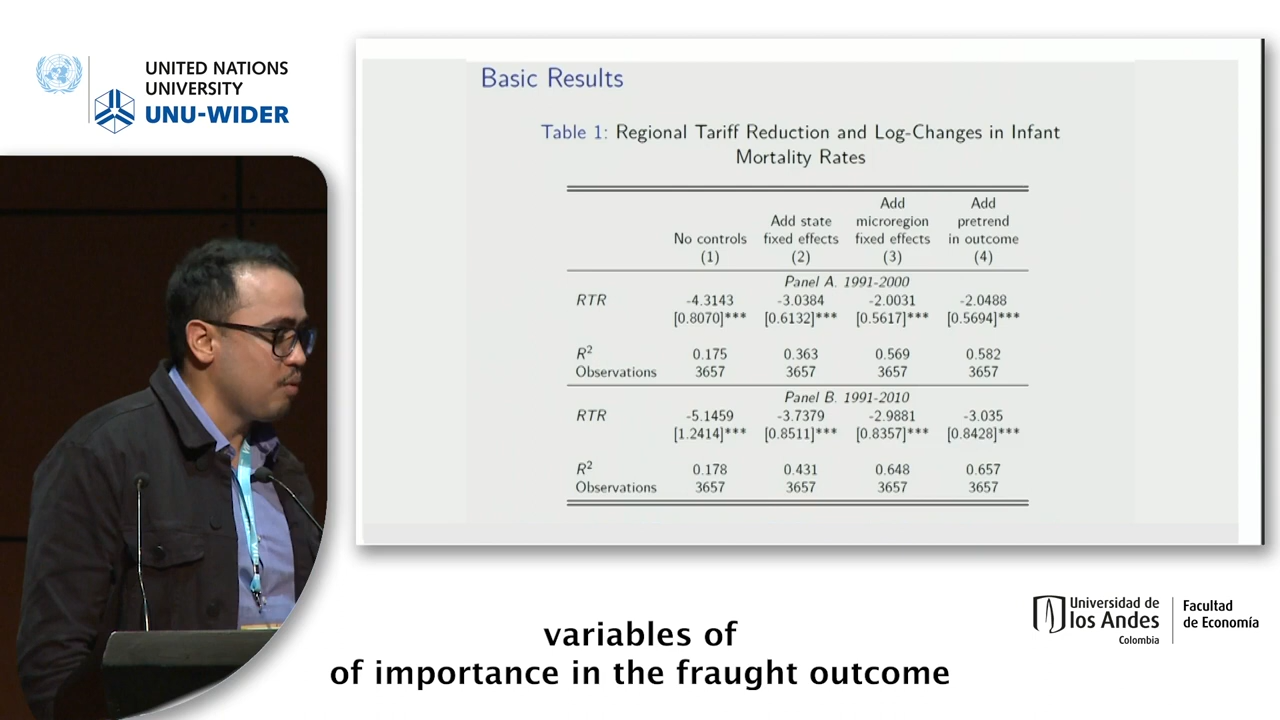 UNITED NATIONS
UNIVERSITY
UNU-WIDER
Basic Results
Table 1: Regional Tariff Reduction and Log-Changes in Infant
Mortality Rates
No controls (1) Add state fixed effects (2) Add microregion fixed effects (3) Add pretrend in outcome (4)
Panel A. 1991-2000
RTR -4.3143 -3.0384 -2.0031 -2.0488
[0.8070]*** [0.6132]*** [0.5617]*** [0.5694]***
R² 0.175 0.363 0.569 0.582
Observations 3657 3657 3657 3657
Panel B. 1991-2010
RTR -5.1459 -3.7379 -2.9881 -3.035
[1.2414]*** [0.8511]*** [0.8357]*** [0.8428]***
R² 0.178 0.431 0.648 0.657
Observations 3657 3657 3657 3657
Universidad de
los Andes
Colombia
Facultad
de Economía
variables of
of importance in the fraught outcome